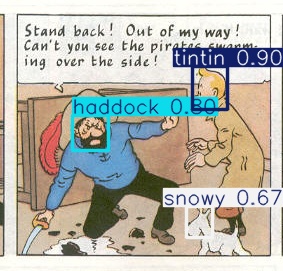 Stand back! Out of my way!
Can't you see the pirates swarm-
ing over the side!
tintin 0.90
haddock 0.80
snowy 0.67